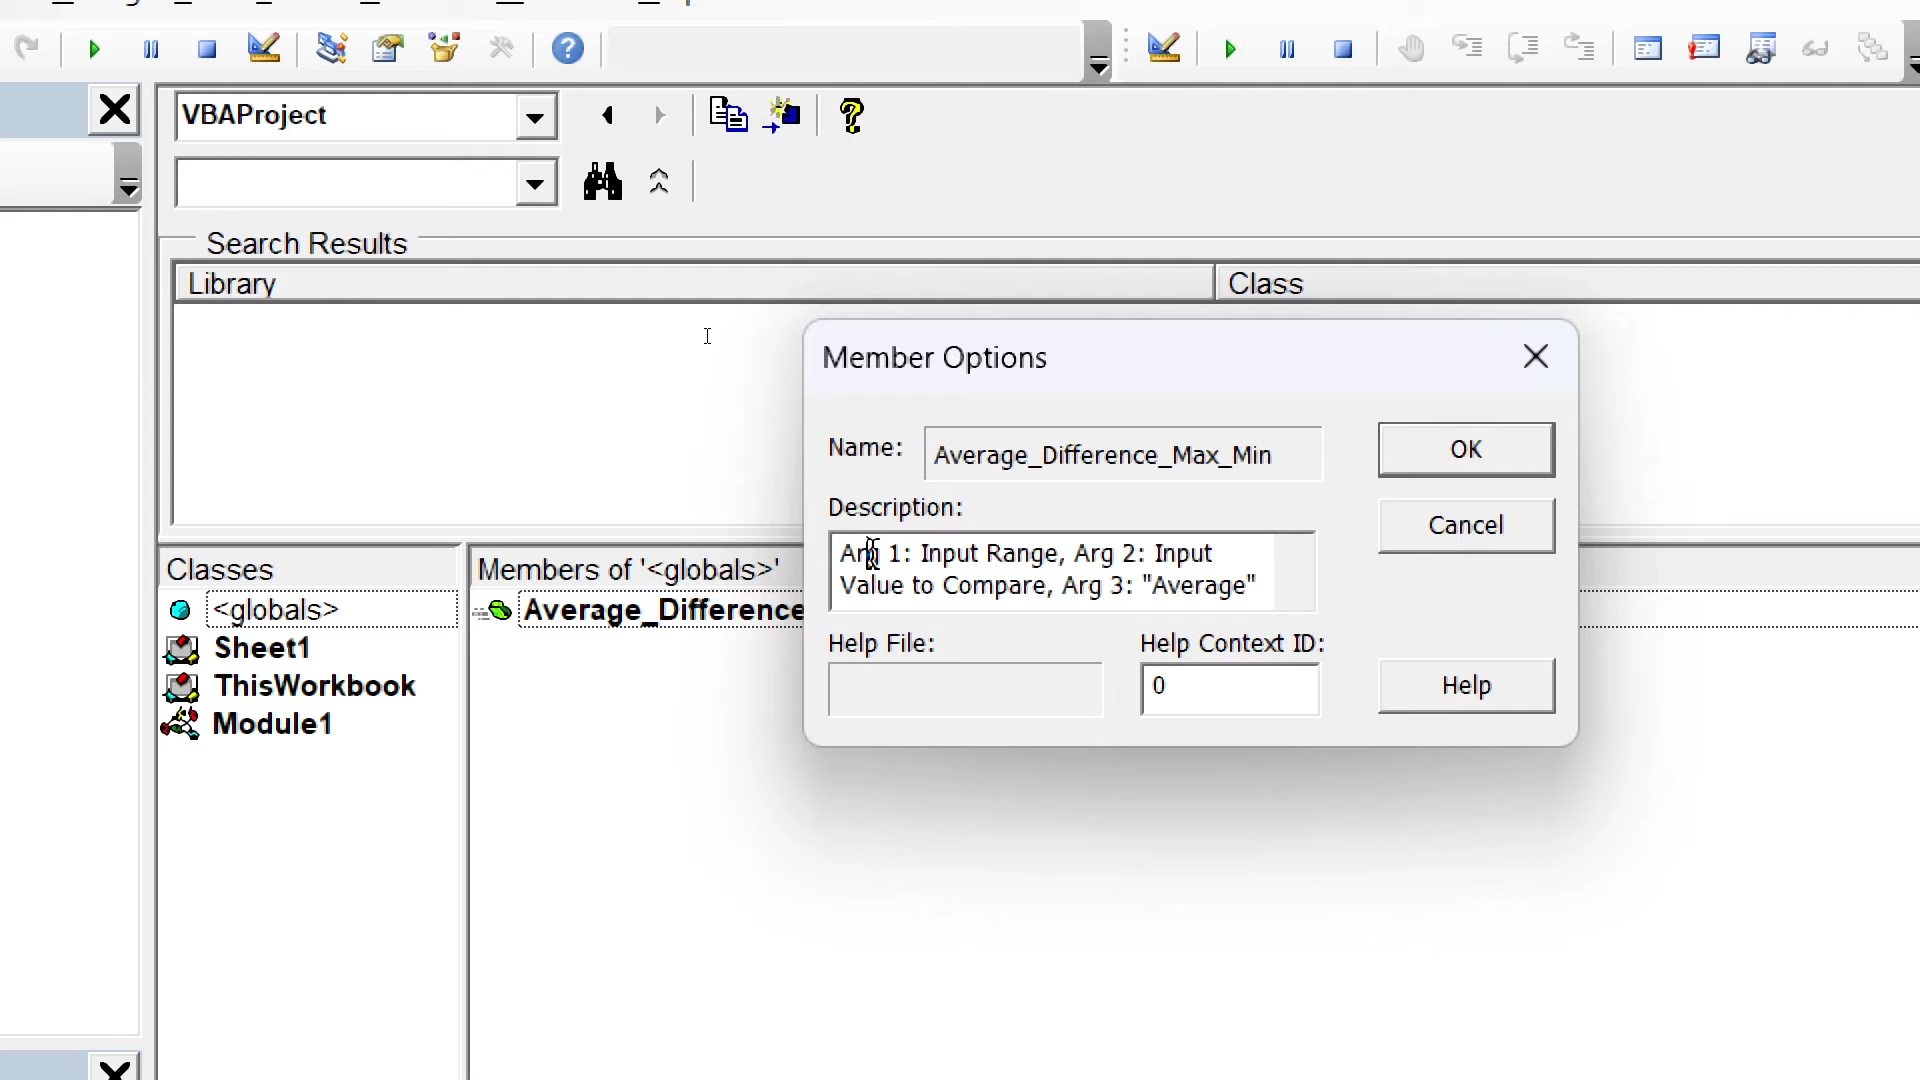 VBAProject
Search Results
Library
Class
Member Options
Name:
Average_Difference_Max_Min
OK
Description:
Cancel
Arg 1: Input Range, Arg 2: Input
Value to Compare, Arg 3: "Average"
Help File:
Help Context ID:
0
Help
Classes
<globals>
Sheet1
ThisWorkbook
Module1
Members of '<globals>'
Average_Difference